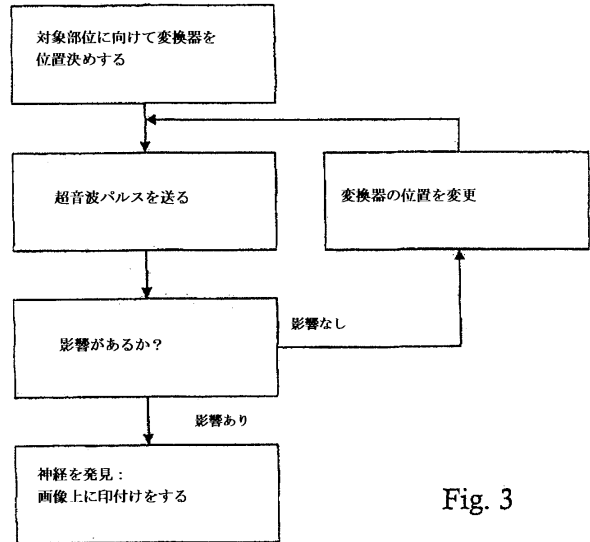 対象部位に向けて変換器を
位置決めする
超音波パルスを送る
変換器の位置を変更
影響があるか？
影響なし
影響あり
神経を発見：
画像上に印付けをする
Fig. 3